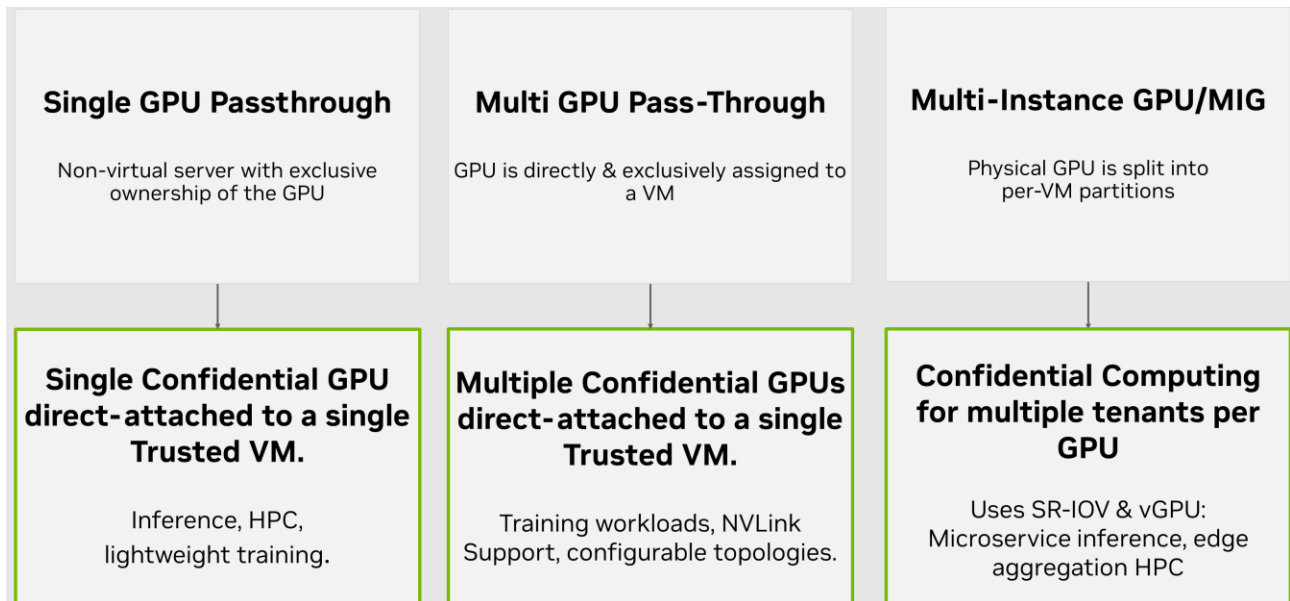 Single GPU Passthrough
Non-virtual server with exclusive
ownership of the GPU
Multi GPU Pass-Through
GPU is directly & exclusively assigned to
a VM
Multi-Instance GPU/MIG
Physical GPU is split into
per-VM partitions
Single Confidential GPU
direct-attached to a single
Trusted VM.
Inference, HPC,
lightweight training.
Multiple Confidential GPUs
direct-attached to a single
Trusted VM.
Training workloads, NVLink
Support, configurable topologies.
Confidential Computing
for multiple tenants per
GPU
Uses SR-IOV & vGPU:
Microservice inference, edge
aggregation HPC